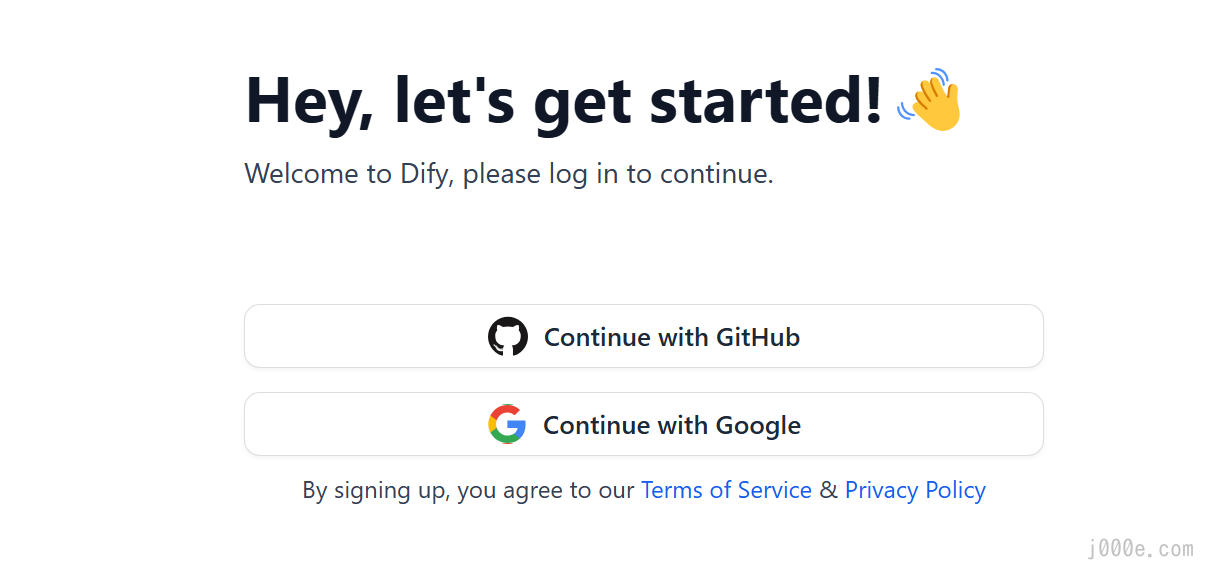 Hey, let's get started! 👋
Welcome to Dify, please log in to continue.
Continue with GitHub
Continue with Google
By signing up, you agree to our Terms of Service & Privacy Policy
j000e.com